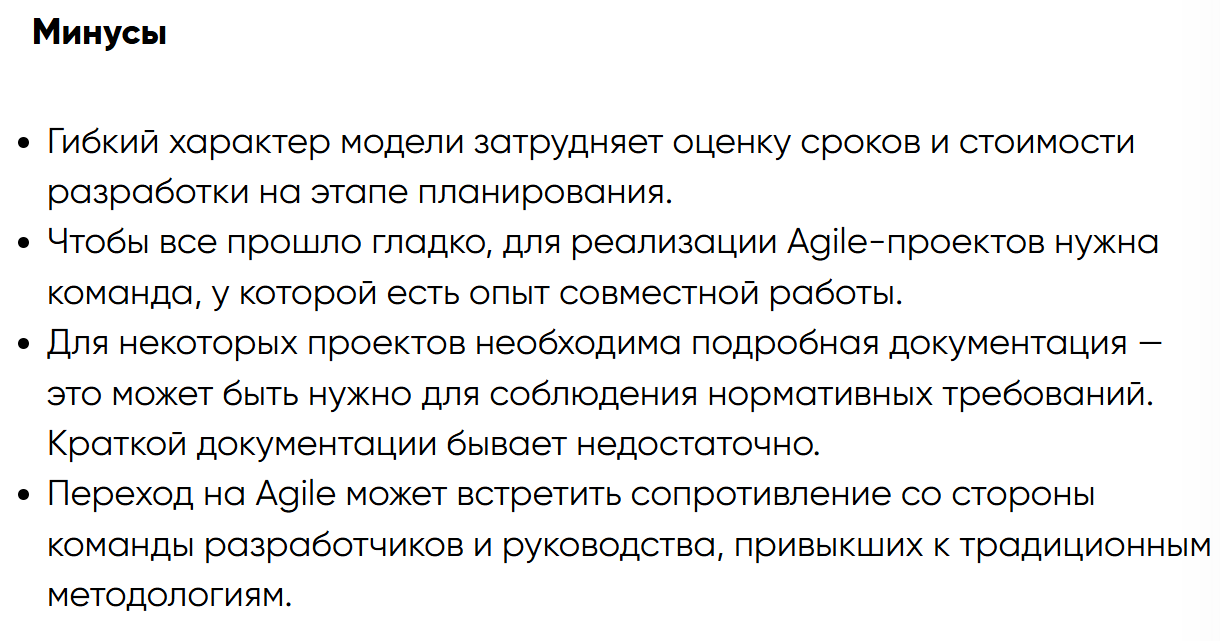 Минусы
• Гибкий характер модели затрудняет оценку сроков и стоимости
разработки на этапе планирования.
• Чтобы все прошло гладко, для реализации Agile-проектов нужна
команда, у которой есть опыт совместной работы.
• Для некоторых проектов необходима подробная документация —
это может быть нужно для соблюдения нормативных требований.
Краткой документации бывает недостаточно.
• Переход на Agile может встретить сопротивление со стороны
команды разработчиков и руководства, привыкших к традиционным
методологиям.